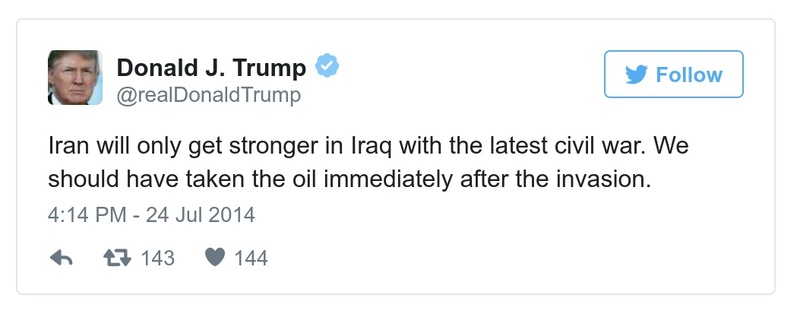 Donald J. Trump
@realDonaldTrump
Follow
Iran will only get stronger in Iraq with the latest civil war. We
should have taken the oil immediately after the invasion.
4:14 PM - 24 Jul 2014
143 144